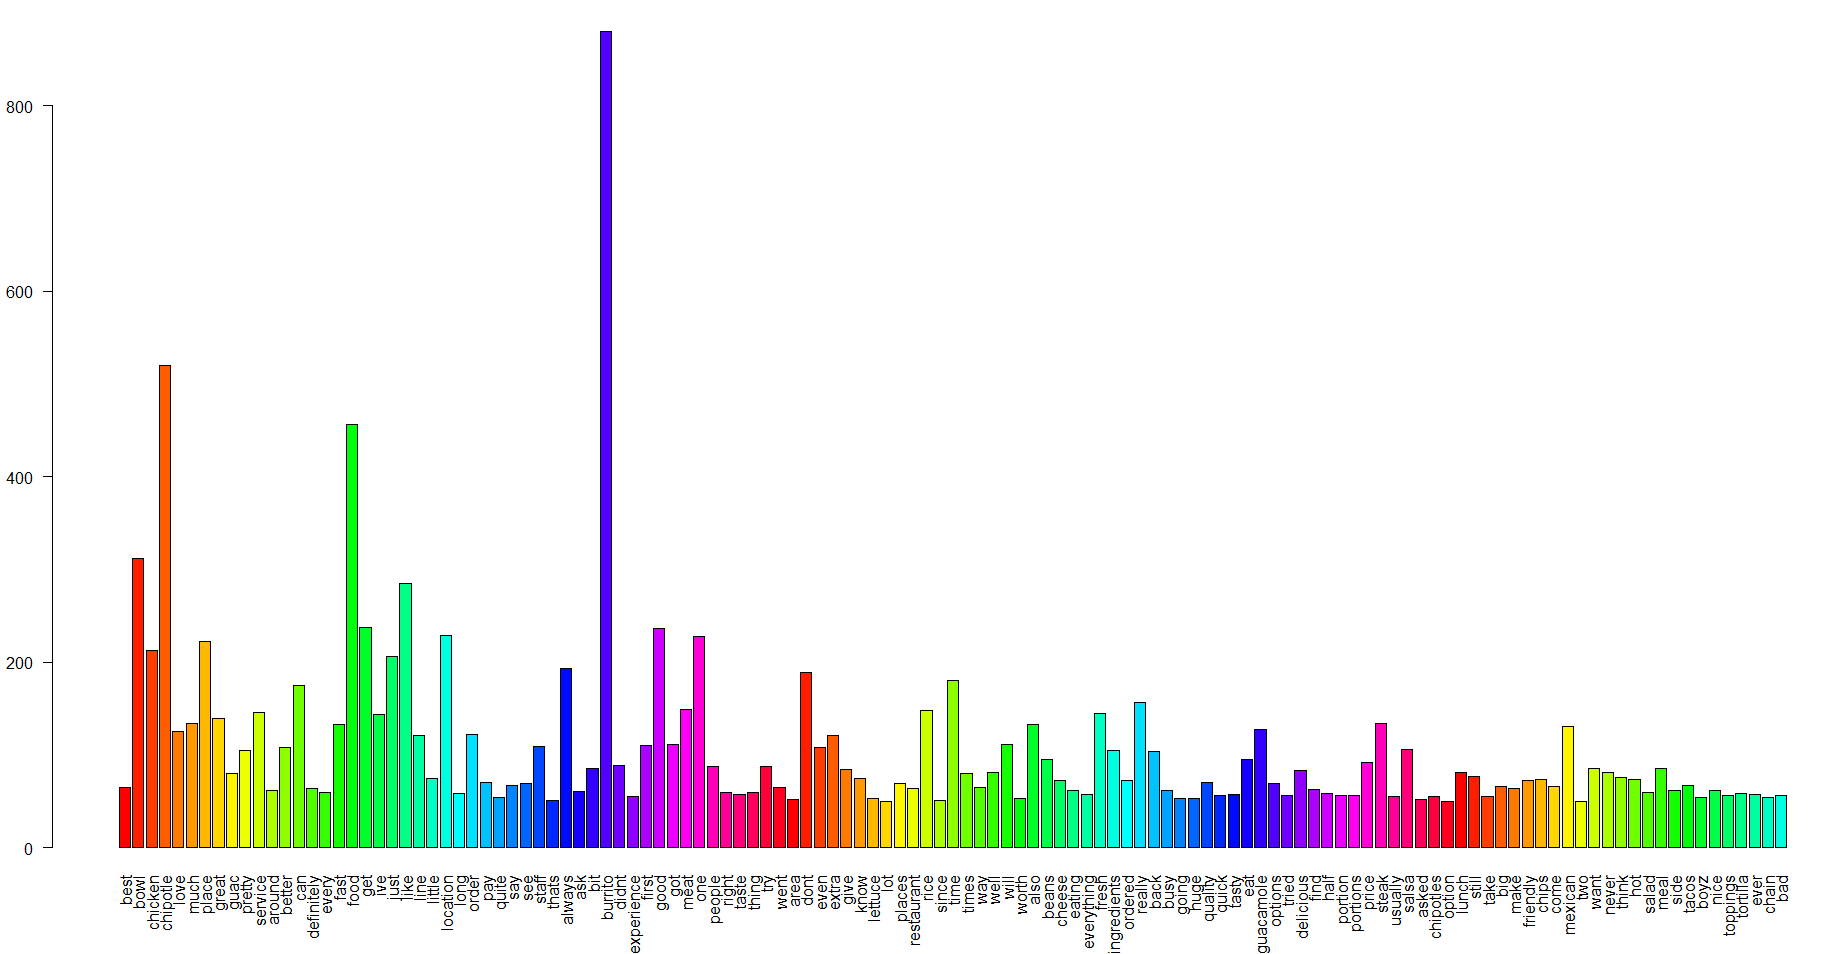 800
600
400
200
0
best
bowl
chicken
chipotle
love
much
place
great
guac
pretty
service
around
better
can
definitely
every
fast
food
get
ive
just
like
line
little
location
long
order
pay
quite
say
see
staff
thats
always
ask
bit
burrito
didnt
experience
first
good
got
meat
one
people
right
taste
thing
try
went
area
dont
even
extra
give
know
lettuce
lot
places
restaurant
rice
since
time
times
way
well
will
worth
also
beans
cheese
eating
everything
fresh
ingredients
ordered
really
back
busy
going
huge
quality
quick
tasty
eat
guacamole
options
tried
delicious
find
half
portion
portions
price
steak
usually
salsa
asked
chipotles
option
lunch
still
take
big
make
friendly
chips
come
mexican
two
want
never
think
hot
salad
meal
side
tacos
boyz
nice
toppings
tortilla
ever
chain
bad